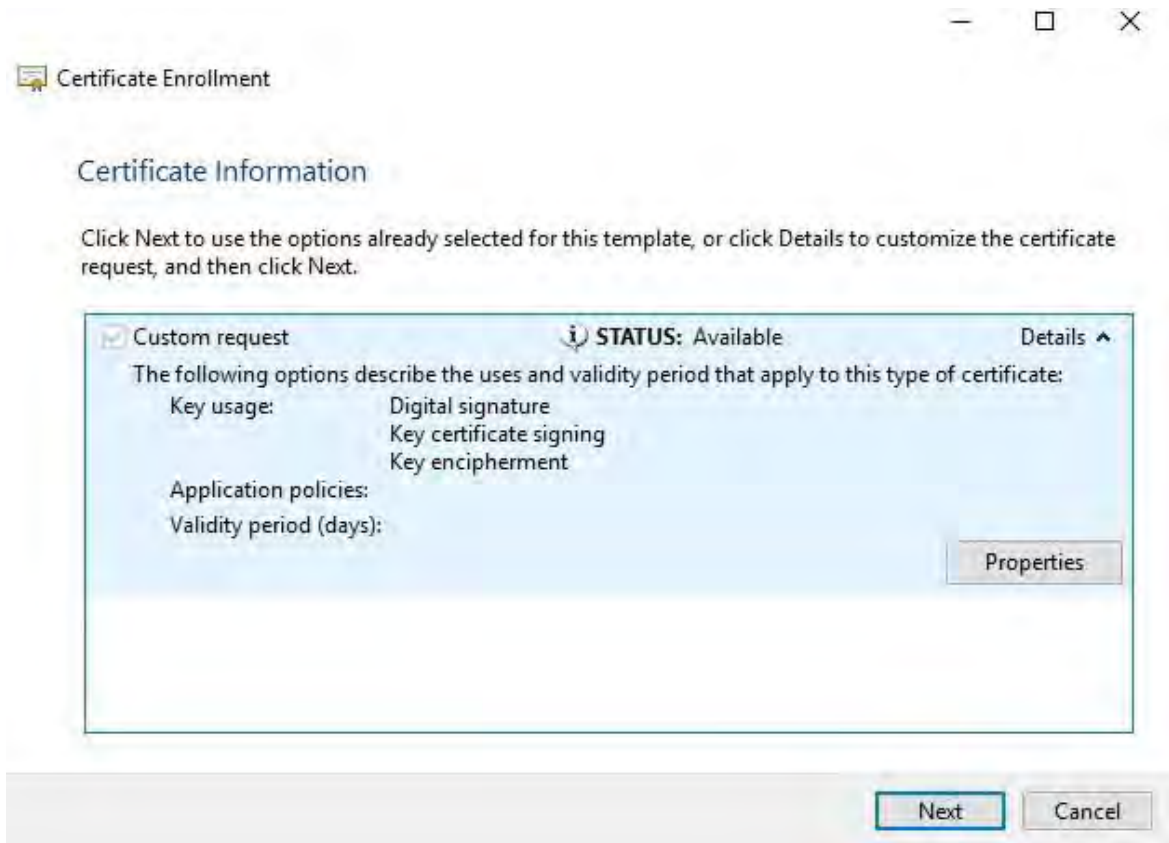 Certificate Enrollment
Certificate Information
Click Next to use the options already selected for this template, or click Details to customize the certificate
request, and then click Next.
Custom request STATUS: Available Details
The following options describe the uses and validity period that apply to this type of certificate:
Key usage: Digital signature
Key certificate signing
Key encipherment
Application policies:
Validity period (days):
Properties
Next Cancel